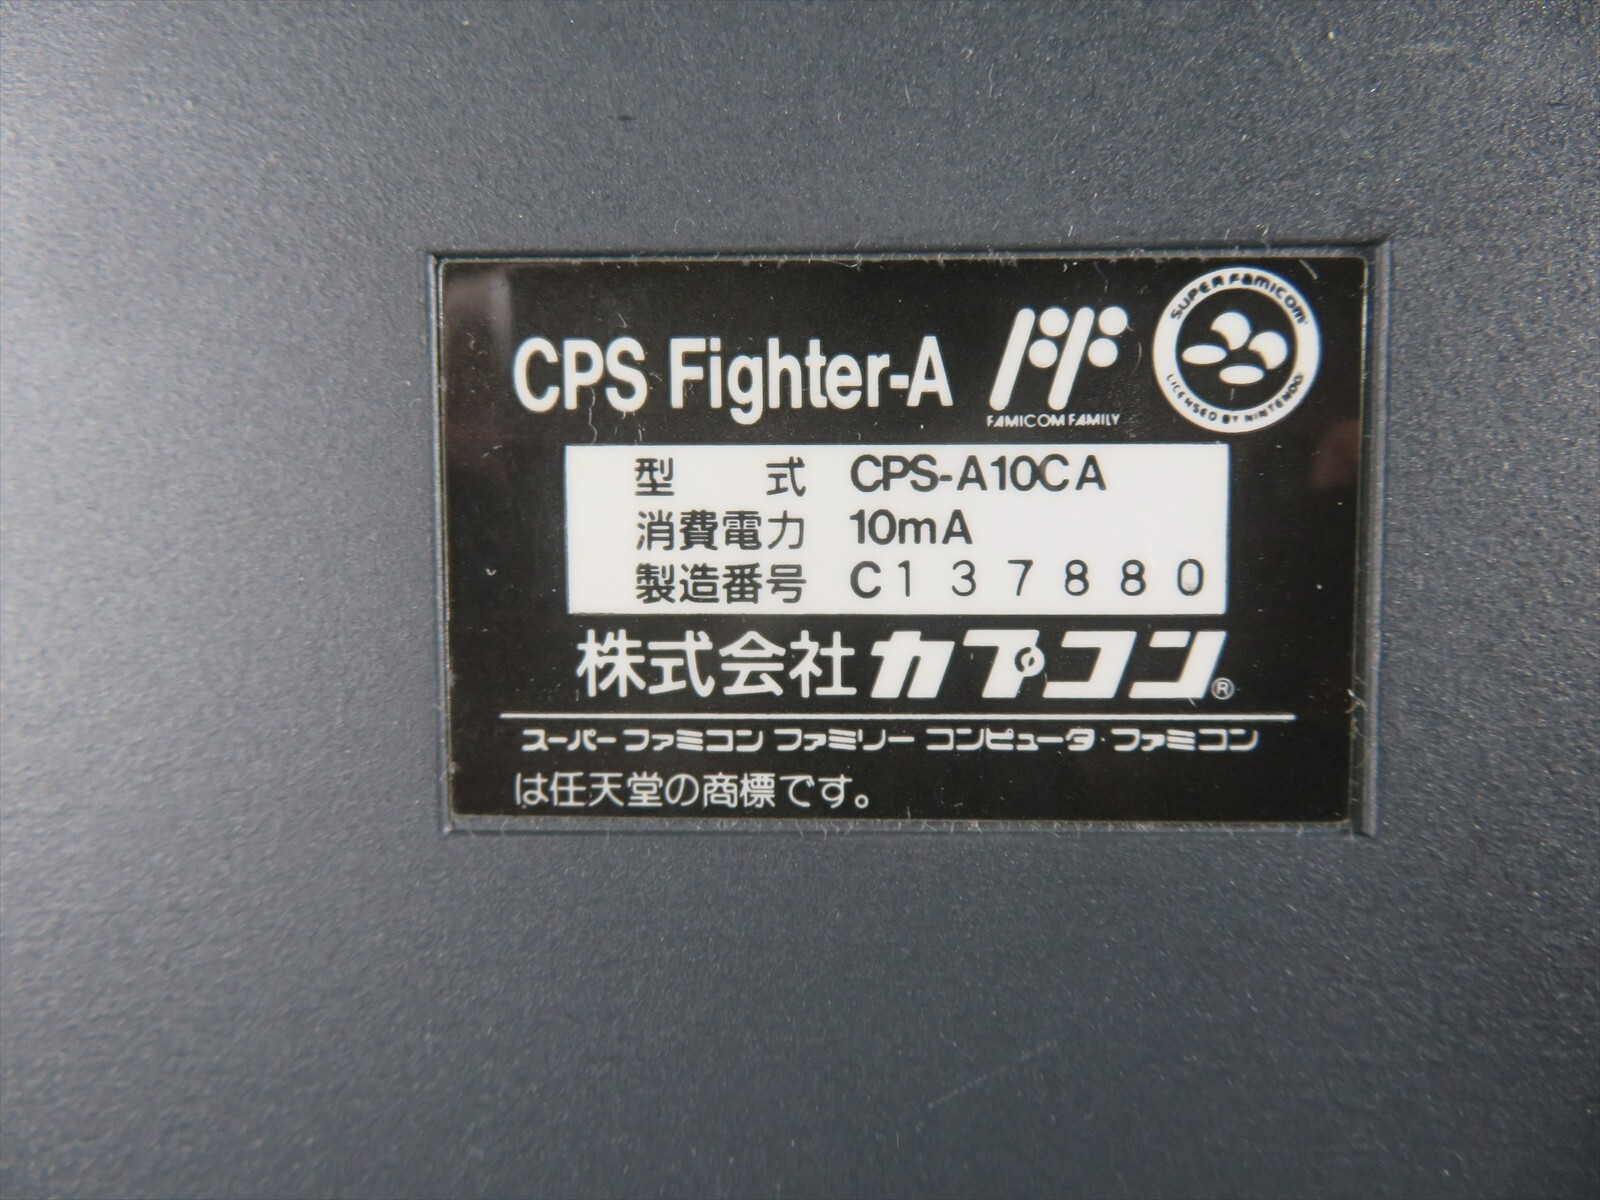 CPS Fighter-A
FAMICOM FAMILY
SUPER Famicom
LICENSED BY NINTENDO
型式 CPS-A10CA
消費電力 10mA
製造番号 C137880
株式会社カプコン®
スーパーファミコン ファミリー コンピュータ・ファミコン
は任天堂の商標です。